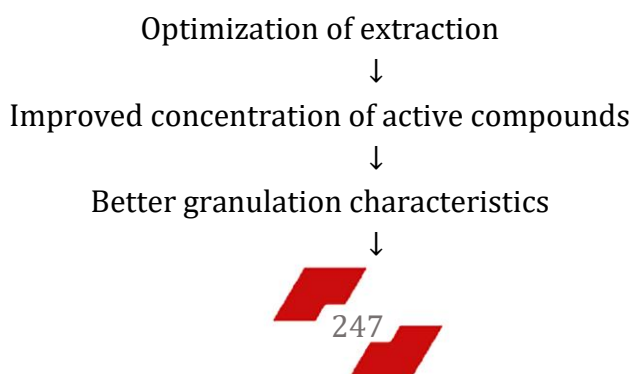 Optimization of extraction
↓
Improved concentration of active compounds
↓
Better granulation characteristics
↓
247